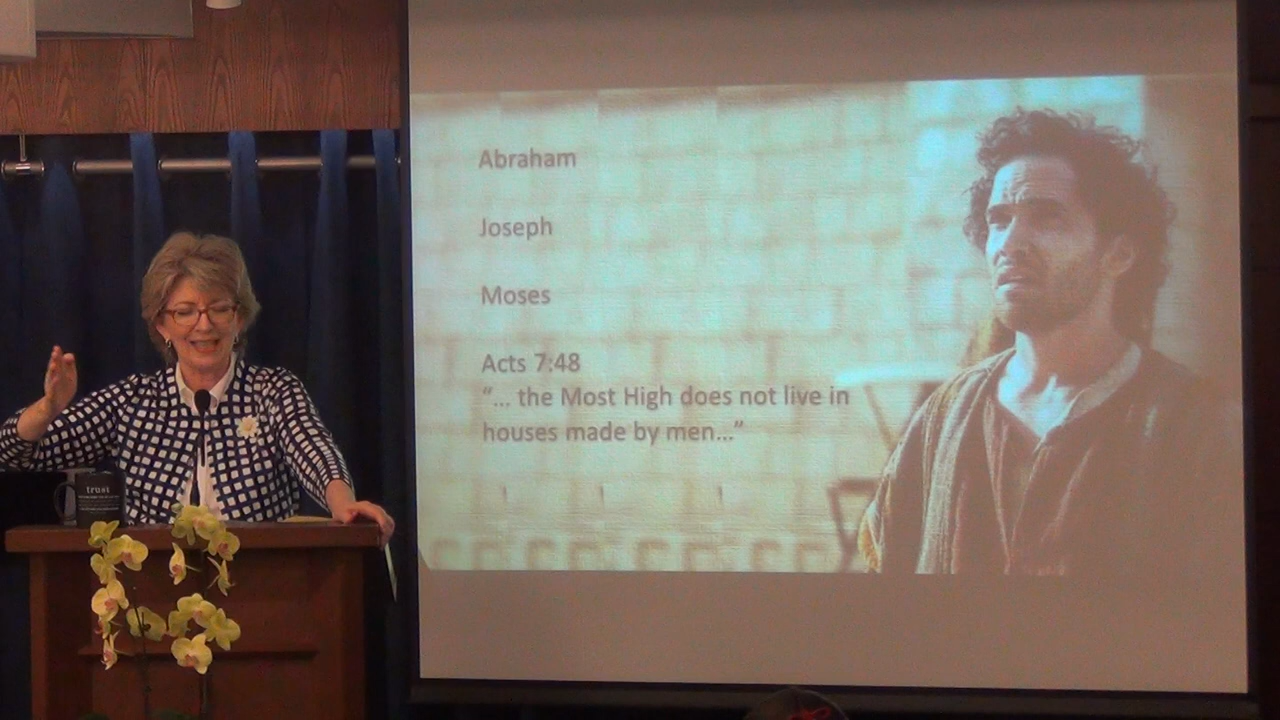 Abraham
Joseph
Moses
Acts 7:48
“... the Most High does not live in
houses made by men...”
trust